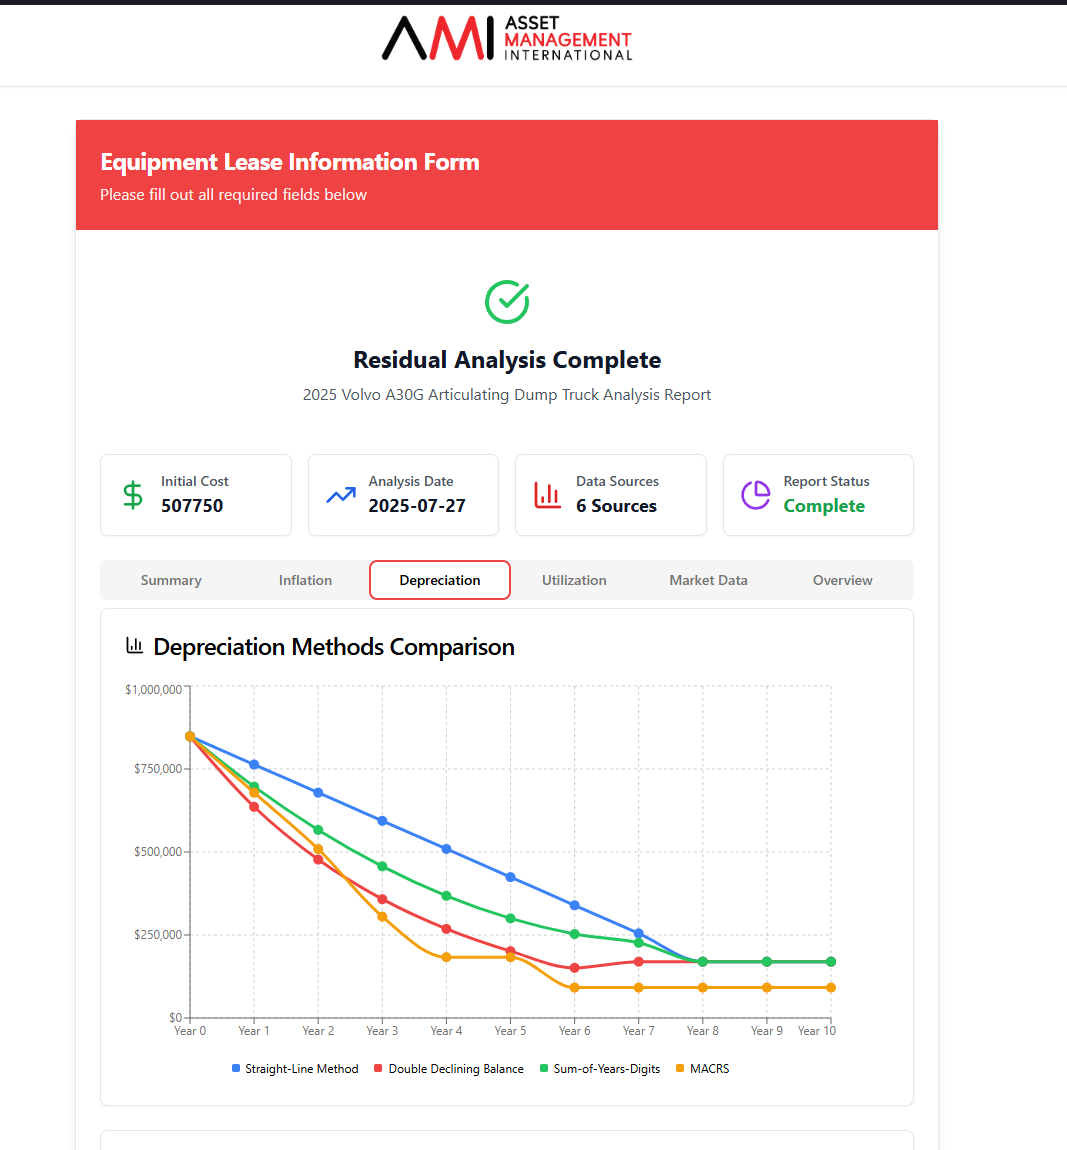 AMI ASSET
MANAGEMENT
INTERNATIONAL
Equipment Lease Information Form
Please fill out all required fields below
Residual Analysis Complete
2025 Volvo A30G Articulating Dump Truck Analysis Report
Initial Cost
507750
Analysis Date
2025-07-27
Data Sources
6 Sources
Report Status
Complete
Summary Inflation Depreciation Utilization Market Data Overview
Depreciation Methods Comparison
$1,000,000
$750,000
$500,000
$250,000
$0
Year 0 Year 1 Year 2 Year 3 Year 4 Year 5 Year 6 Year 7 Year 8 Year 9 Year 10
Straight-Line Method Double Declining Balance Sum-of-Years-Digits MACRS